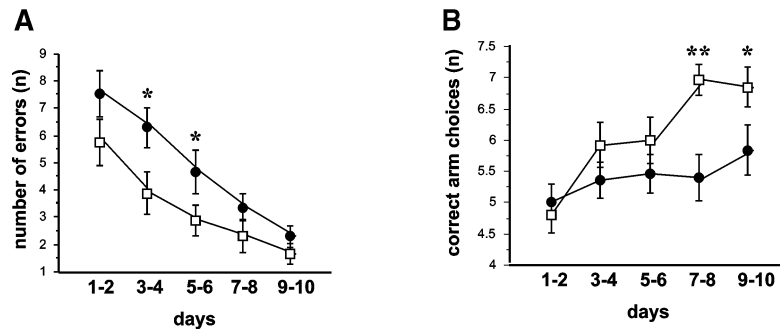 A
number of errors (n)
9
8
7
6
5
4
3
2
1
*
*
1-2 3-4 5-6 7-8 9-10
days
B
correct arm choices (n)
7.5
7
6.5
6
5.5
5
4.5
4
** *
1-2 3-4 5-6 7-8 9-10
days